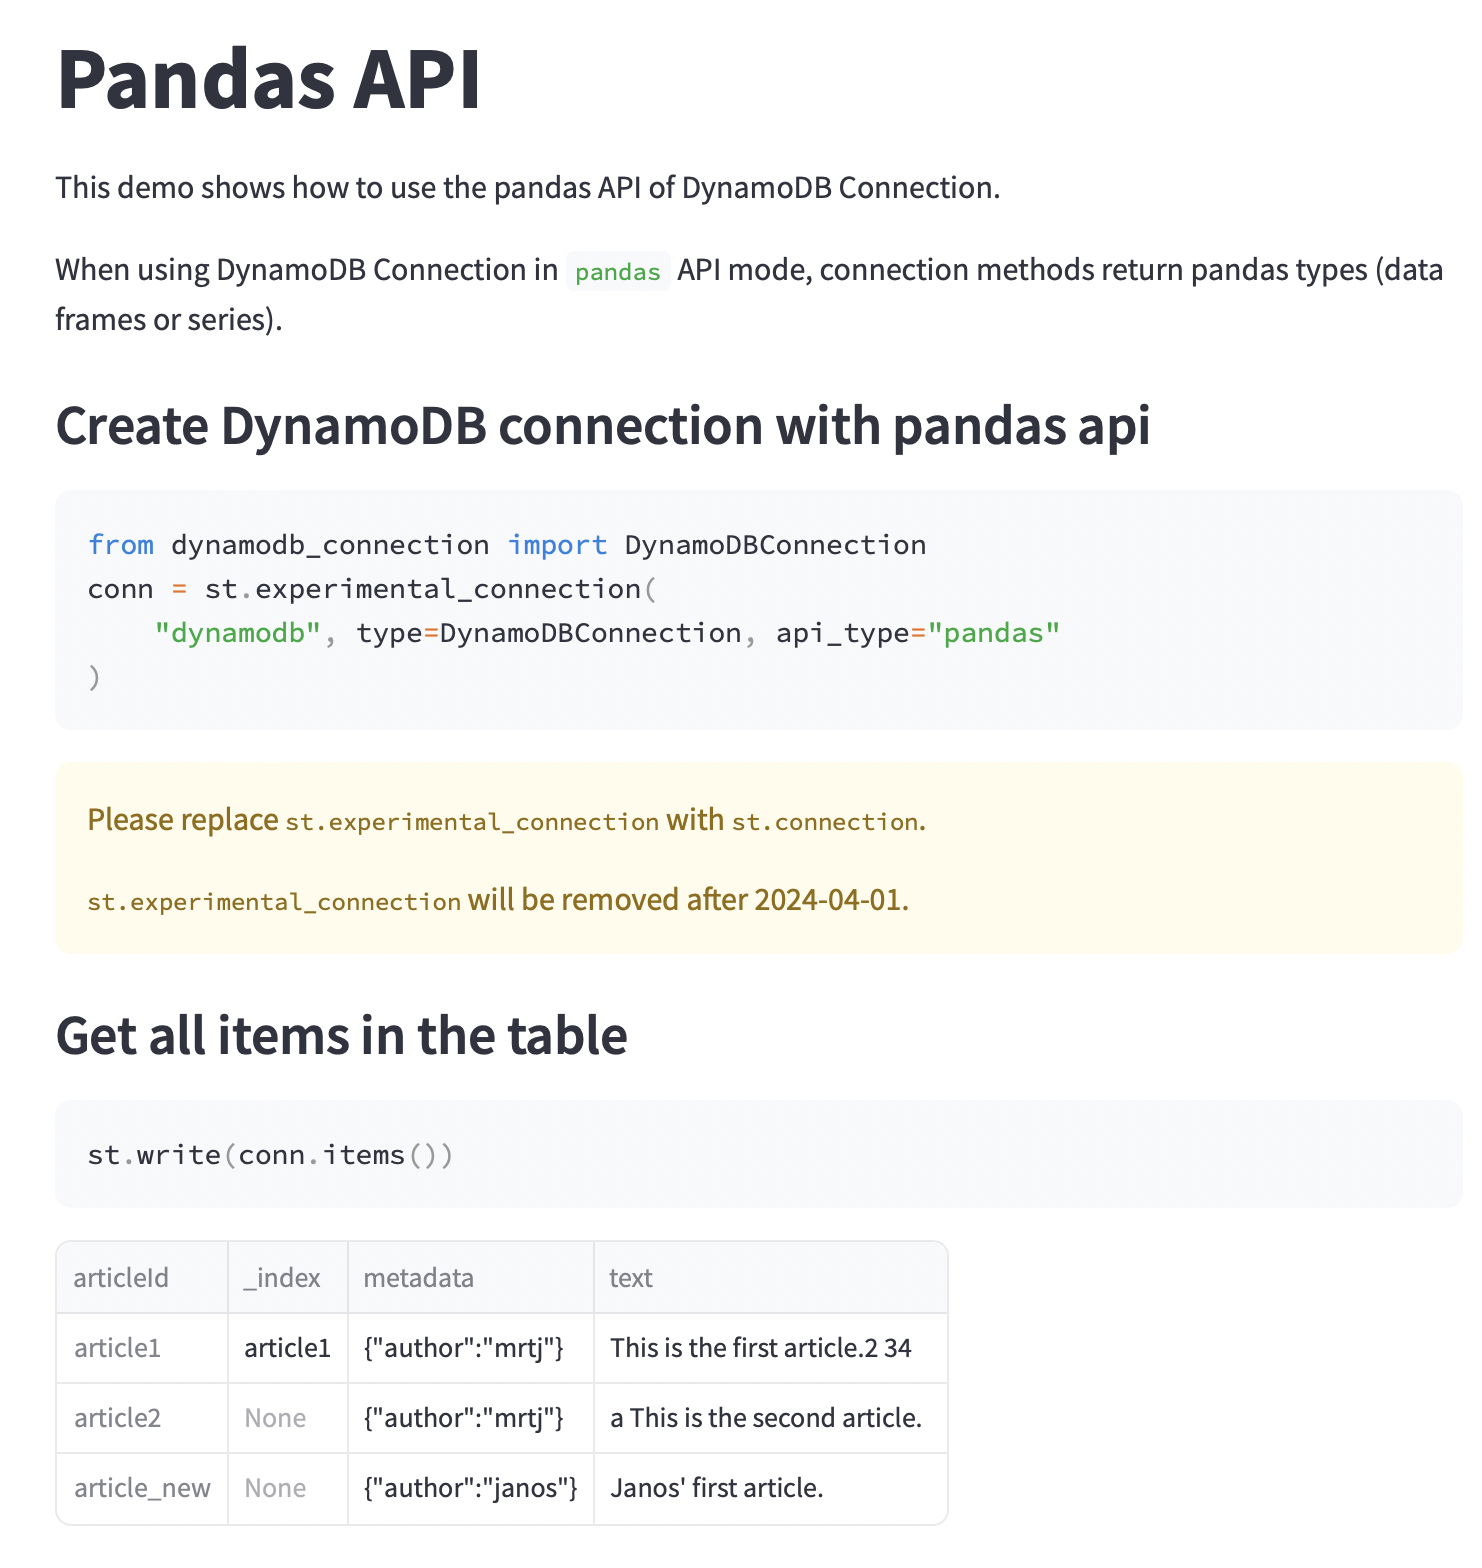 Pandas API
This demo shows how to use the pandas API of DynamoDB Connection.
When using DynamoDB Connection in pandas API mode, connection methods return pandas types (data
frames or series).
Create DynamoDB connection with pandas api
from dynamodb_connection import DynamoDBConnection
conn = st.experimental_connection(
    "dynamodb", type=DynamoDBConnection, api_type="pandas"
)
Please replace st.experimental_connection with st.connection.
st.experimental_connection will be removed after 2024-04-01.
Get all items in the table
st.write(conn.items())
articleId _index metadata text
article1 article1 {"author":"mrtj"} This is the first article.2 34
article2 None {"author":"mrtj"} a This is the second article.
article_new None {"author":"janos"} Janos' first article.